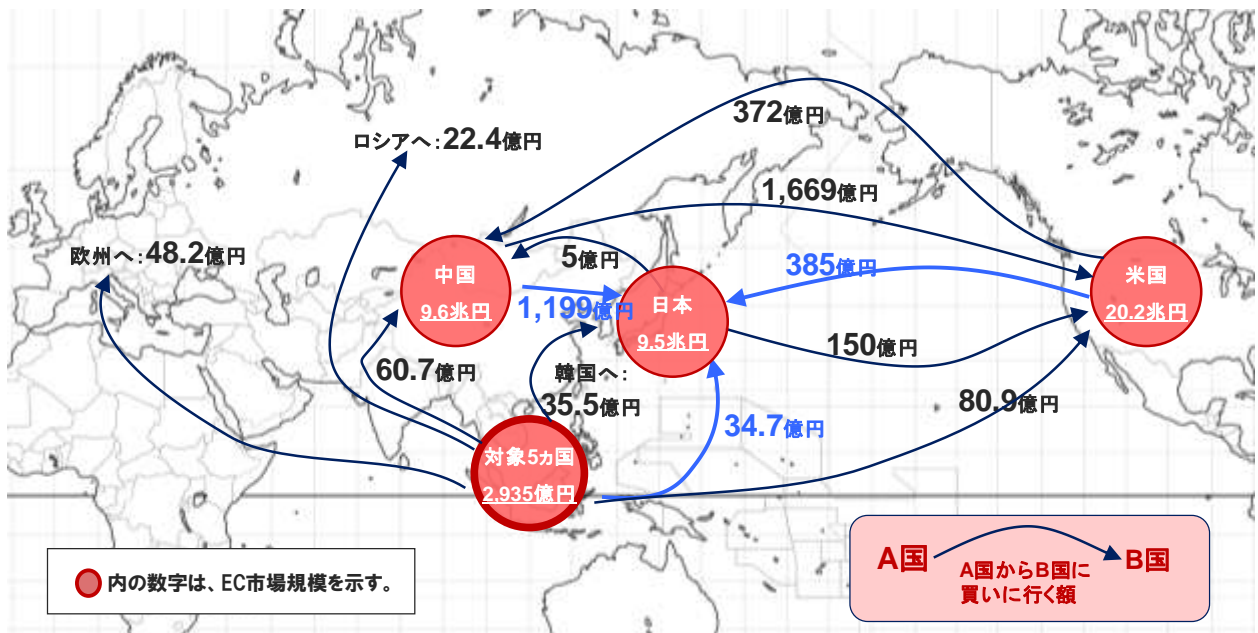 372億円
ロシアへ：22.4億円
1,669億円
欧州へ：48.2億円
5億円
385億円
中国
9.6兆円
1,199億円
日本
9.5兆円
米国
20.2兆円
150億円
60.7億円
韓国へ：
35.5億円
80.9億円
34.7億円
対象5ヵ国
2,935億円
内の数字は、EC市場規模を示す。
A国
B国
A国からB国に
買いに行く額